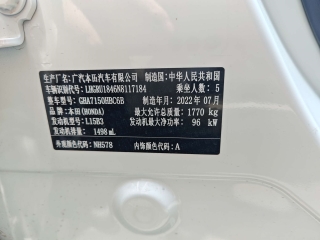 生产企业：广汽本田汽车有限公司 制造国：中华人民共和国
车辆识别代号：LHGRU1846N8117184 乘坐人数：5
整车型号：GHA7150HBC6B 制造年月：2022年07月
品牌：本田(HONDA) 最大允许总质量：1770 kg
发动机型号：L15B3 发动机最大净功率：96 kW
发动机排量：1498 mL
外观颜色代码：NH578 内饰颜色代码：A